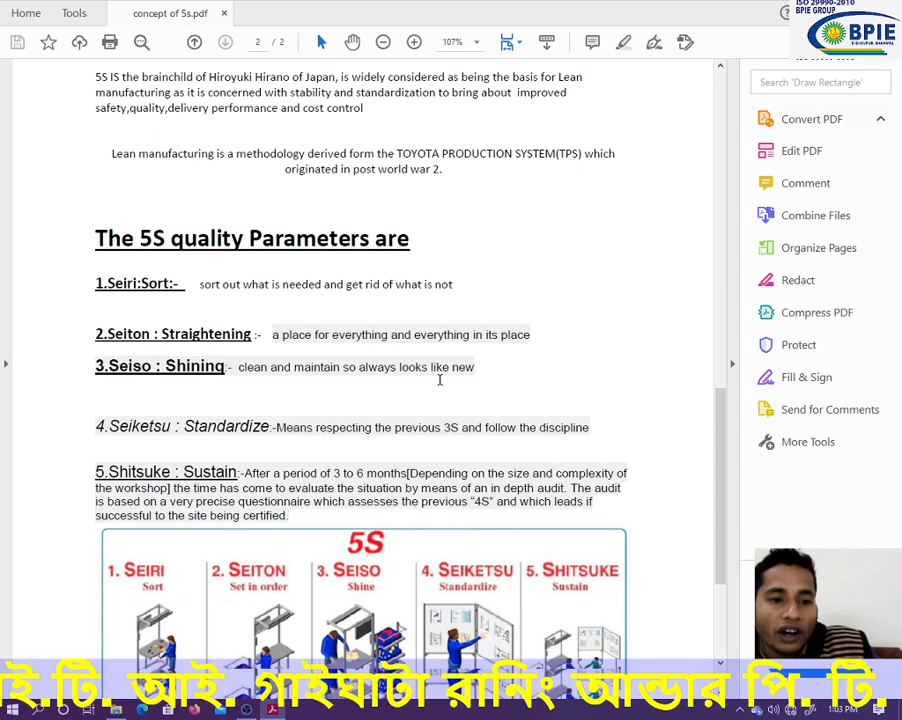 ISO 29990-2010
BPIE GROUP
BPIE
Home
Tools
concept of 5s.pdf
2 / 2
107%
Search 'Draw Rectangle'
Convert PDF
Edit PDF
Comment
Combine Files
Organize Pages
Redact
Compress PDF
Protect
Fill & Sign
Send for Comments
More Tools
5S IS the brainchild of Hiroyuki Hirano of Japan, is widely considered as being the basis for Lean
manufacturing as it is concerned with stability and standardization to bring about improved
safety,quality,delivery performance and cost control
Lean manufacturing is a methodology derived form the TOYOTA PRODUCTION SYSTEM(TPS) which
originated in post world war 2.
The 5S quality Parameters are
1.Seiri:Sort:- sort out what is needed and get rid of what is not
2.Seiton : Straightening :- a place for everything and everything in its place
3.Seiso : Shining:- clean and maintain so always looks like new
4.Seiketsu : Standardize:-Means respecting the previous 3S and follow the discipline
5.Shitsuke : Sustain:-After a period of 3 to 6 months[Depending on the size and complexity of
the workshop] the time has come to evaluate the situation by means of an in depth audit. The audit
is based on a very precise questionnaire which assesses the previous “4S” and which leads if
successful to the site being certified.
5S
1. SEIRI 2. SEITON 3. SEISO 4. SEIKETSU 5. SHITSUKE
Sort Set in order Shine Standardize Sustain
আই.টি. আই. গাইঘাটা রানিং আন্ডার পি. টি.
1:03 PM